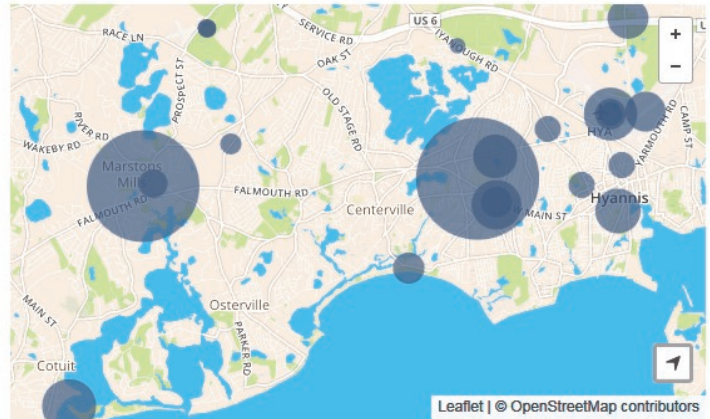 US 6
U
RACE LN
SERVICE RD
IYANOUGH RD
+
−
OAK ST
PROSPECT ST
OLD STAGE RD
RIVER RD
WAKEBY RD
HYA
YARMOUTH RD
CAMP ST
Marstons
Mills
FALMOUTH RD
FALMOUTH RD
Centerville
W MAIN ST
Hyannis
MAIN ST
Osterville
PARKER RD
Cotuit
Leaflet | © OpenStreetMap contributors